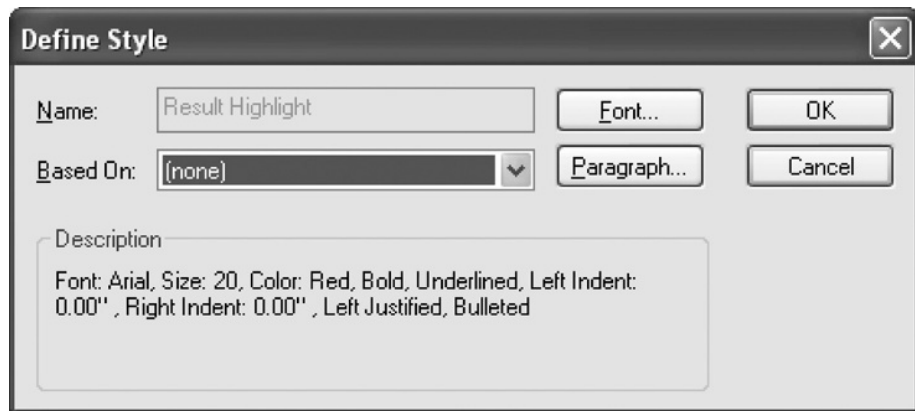 Define Style
Name: Result Highlight Font... OK
Based On: (none) Paragraph... Cancel
Description
Font: Arial, Size: 20, Color: Red, Bold, Underlined, Left Indent:
0.00'' , Right Indent: 0.00'' , Left Justified, Bulleted